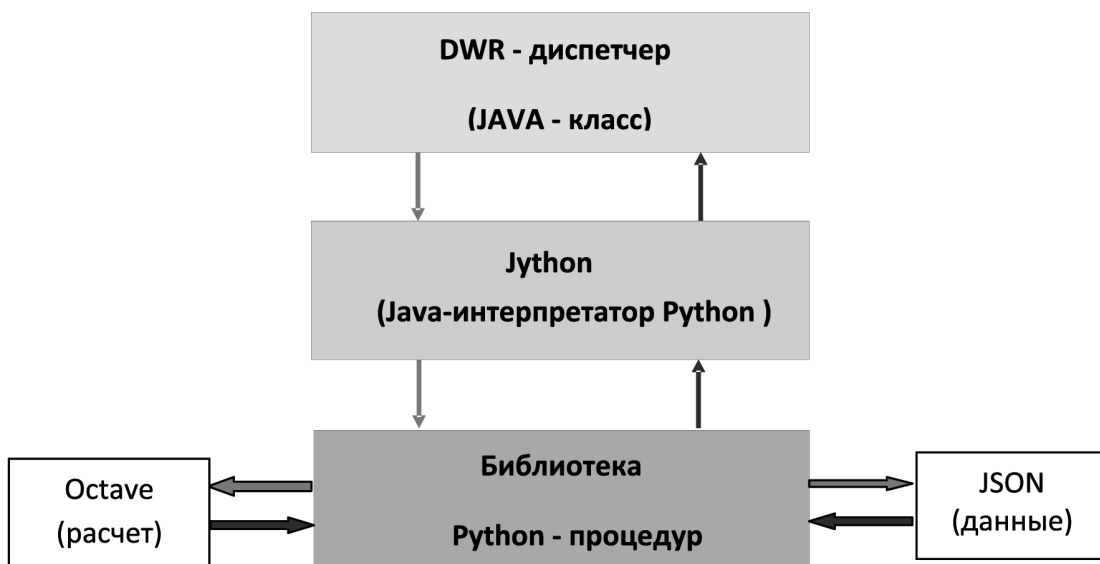 DWR - диспетчер
(JAVA - класс)
Jython
(Java-интерпретатор Python )
Библиотека
Python - процедур
Octave
(расчет)
JSON
(данные)